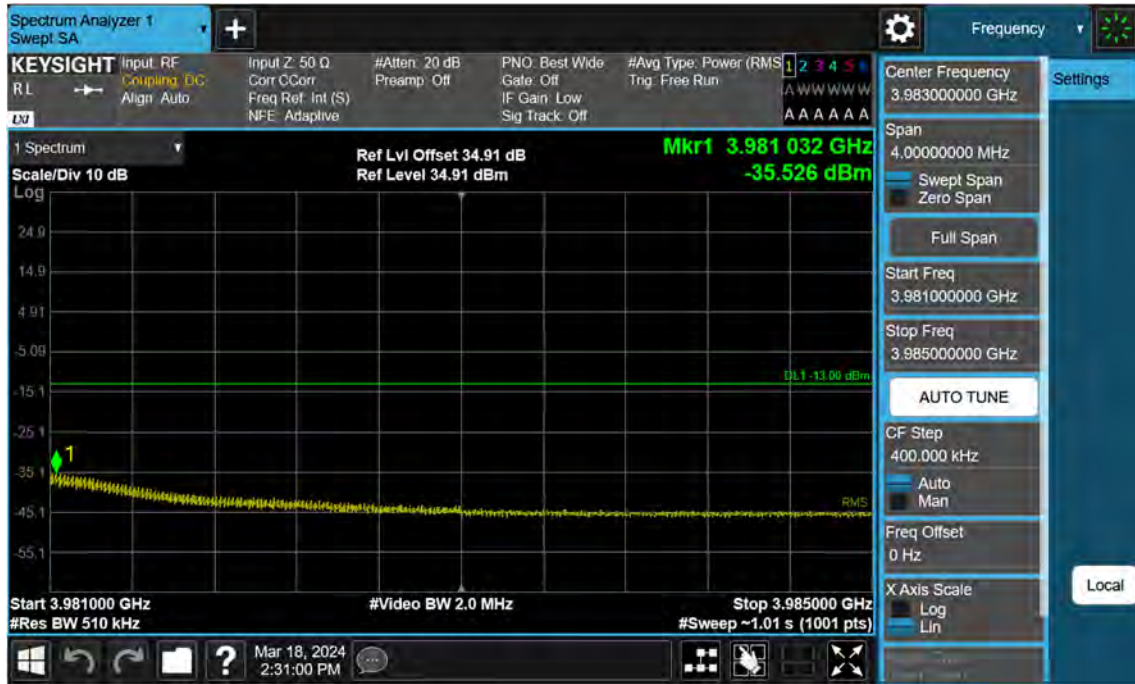 Spectrum Analyzer 1
Swept SA
+
Frequency
KEYSIGHT
RL
LXI
Input: RF
Coupling: DC
Align: Auto
Input Z: 50 Ω
Corr CCorr
Freq Ref: Int (S)
NFE: Adaptive
#Atten: 20 dB
Preamp: Off
PNO: Best Wide
Gate: Off
IF Gain: Low
Sig Track: Off
#Avg Type: Power (RMS
Trig: Free Run
1 2 3 4 5 6
A W W W W W
A A A A A A
Center Frequency
3.983000000 GHz
Settings
1 Spectrum
Scale/Div 10 dB
Ref Lvl Offset 34.91 dB
Ref Level 34.91 dBm
Mkr1 3.981 032 GHz
-35.526 dBm
Span
4.00000000 MHz
Swept Span
Zero Span
Full Span
Start Freq
3.981000000 GHz
Stop Freq
3.985000000 GHz
AUTO TUNE
CF Step
400.000 kHz
Auto
Man
Freq Offset
0 Hz
X Axis Scale
Log
Lin
Local
Log
24.9
14.9
4.91
-5.09
DL1 -13.00 dBm
-15.1
-25.1
1
-35.1
RMS
-45.1
-55.1
Start 3.981000 GHz
#Video BW 2.0 MHz
Stop 3.985000 GHz
#Res BW 510 kHz
#Sweep ~1.01 s (1001 pts)
?
Mar 18, 2024
2:31:00 PM